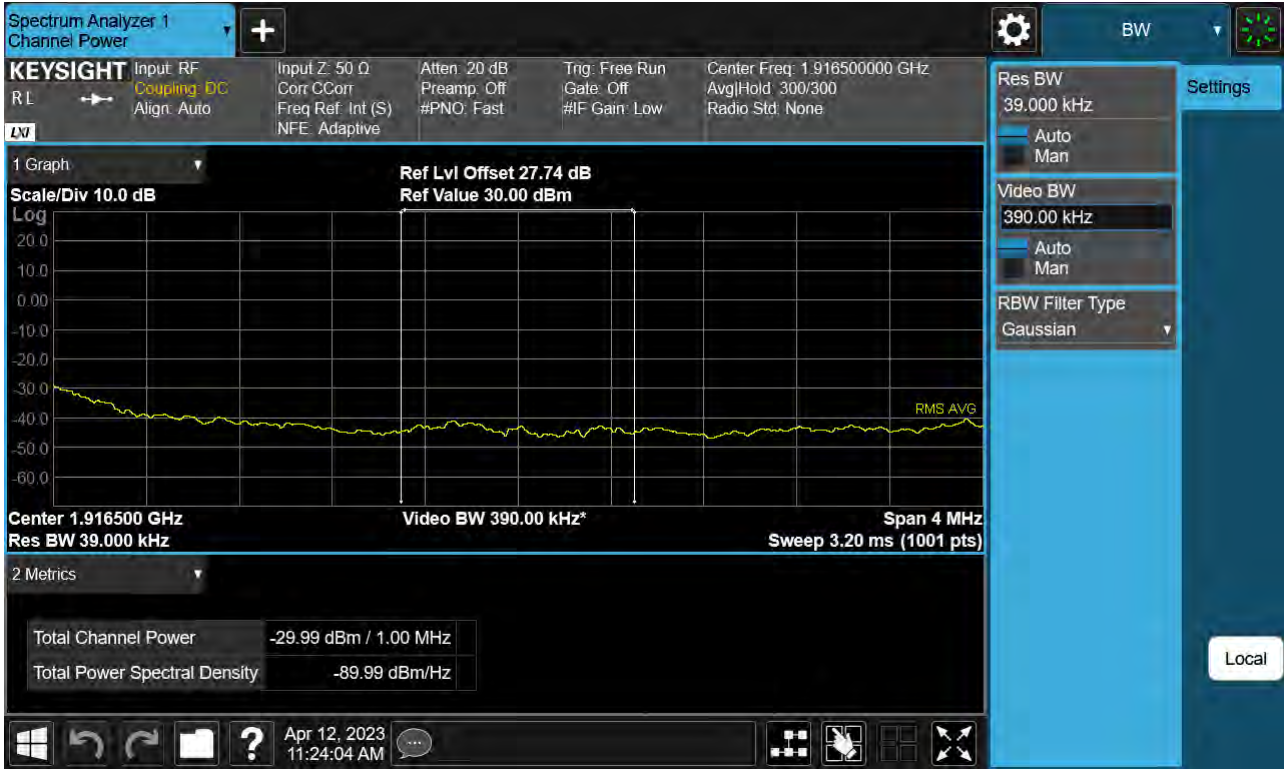 Spectrum Analyzer 1
Channel Power
BW
KEYSIGHT
R L
LXI
Input: RF
Coupling: DC
Align: Auto
Input Z: 50 Ω
Corr CCorr
Freq Ref: Int (S)
NFE: Adaptive
Atten: 20 dB
Preamp: Off
#PNO: Fast
Trig: Free Run
Gate: Off
#IF Gain: Low
Center Freq: 1.916500000 GHz
Avg|Hold: 300/300
Radio Std: None
1 Graph
Scale/Div 10.0 dB
Ref Lvl Offset 27.74 dB
Ref Value 30.00 dBm
Log
20.0
10.0
0.00
-10.0
-20.0
-30.0
-40.0
-50.0
-60.0
RMS AVG
Center 1.916500 GHz
Res BW 39.000 kHz
Video BW 390.00 kHz*
Span 4 MHz
Sweep 3.20 ms (1001 pts)
2 Metrics
Total Channel Power -29.99 dBm / 1.00 MHz
Total Power Spectral Density -89.99 dBm/Hz
Res BW
39.000 kHz
Auto
Man
Video BW
390.00 kHz
Auto
Man
RBW Filter Type
Gaussian
Settings
Local
?
Apr 12, 2023
11:24:04 AM